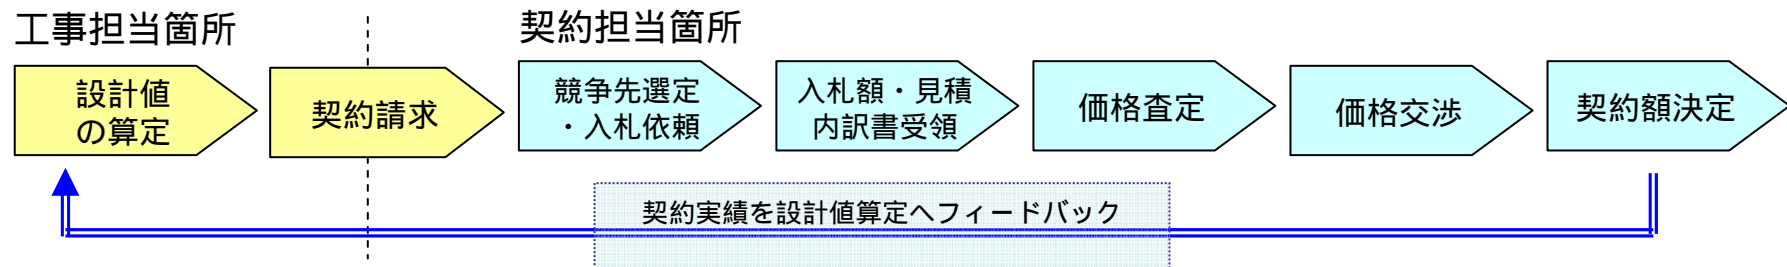 工事担当箇所
契約担当箇所
設計値
の算定
契約請求
競争先選定
・入札依頼
入札額・見積
内訳書受領
価格査定
価格交渉
契約額決定
契約実績を設計値算定へフィードバック